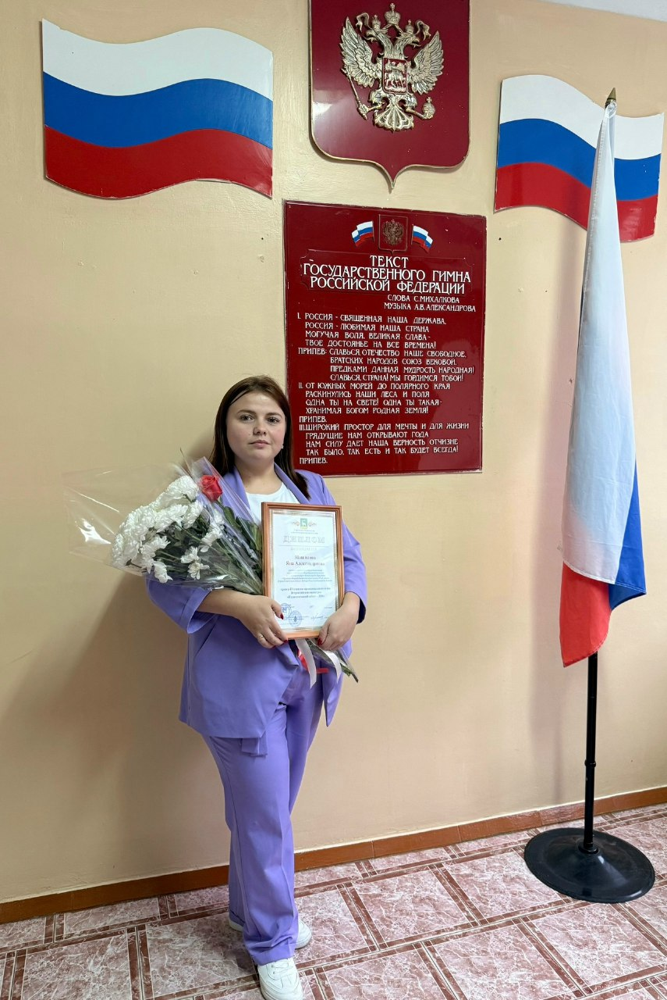 ТЕКСТ
ГОСУДАРСТВЕННОГО ГИМНА
РОССИЙСКОЙ ФЕДЕРАЦИИ
СЛОВА С.МИХАЛКОВА
МУЗЫКА А.В.АЛЕКСАНДРОВА
I. РОССИЯ - СВЯЩЕННАЯ НАША ДЕРЖАВА,
РОССИЯ - ЛЮБИМАЯ НАША СТРАНА
МОГУЧАЯ ВОЛЯ, ВЕЛИКАЯ СЛАВА -
ТВОЕ ДОСТОЯНЬЕ НА ВСЕ ВРЕМЕНА!
ПРИПЕВ: СЛАВЬСЯ, ОТЕЧЕСТВО НАШЕ СВОБОДНОЕ,
БРАТСКИХ НАРОДОВ СОЮЗ ВЕКОВОЙ,
ПРЕДКАМИ ДАННАЯ МУДРОСТЬ НАРОДНАЯ!
СЛАВЬСЯ, СТРАНА! МЫ ГОРДИМСЯ ТОБОЙ!
II. ОТ ЮЖНЫХ МОРЕЙ ДО ПОЛЯРНОГО КРАЯ
РАСКИНУЛИСЬ НАШИ ЛЕСА И ПОЛЯ
ОДНА ТЫ НА СВЕТЕ! ОДНА ТЫ ТАКАЯ -
ХРАНИМАЯ БОГОМ РОДНАЯ ЗЕМЛЯ!
ПРИПЕВ.
III.ШИРОКИЙ ПРОСТОР ДЛЯ МЕЧТЫ И ДЛЯ ЖИЗНИ
ГРЯДУЩИЕ НАМ ОТКРЫВАЮТ ГОДА
НАМ СИЛУ ДАЕТ НАША ВЕРНОСТЬ ОТЧИЗНЕ
ТАК БЫЛО, ТАК ЕСТЬ И ТАК БУДЕТ ВСЕГДА!
ПРИПЕВ.
ДИПЛОМ
Яна Александровна